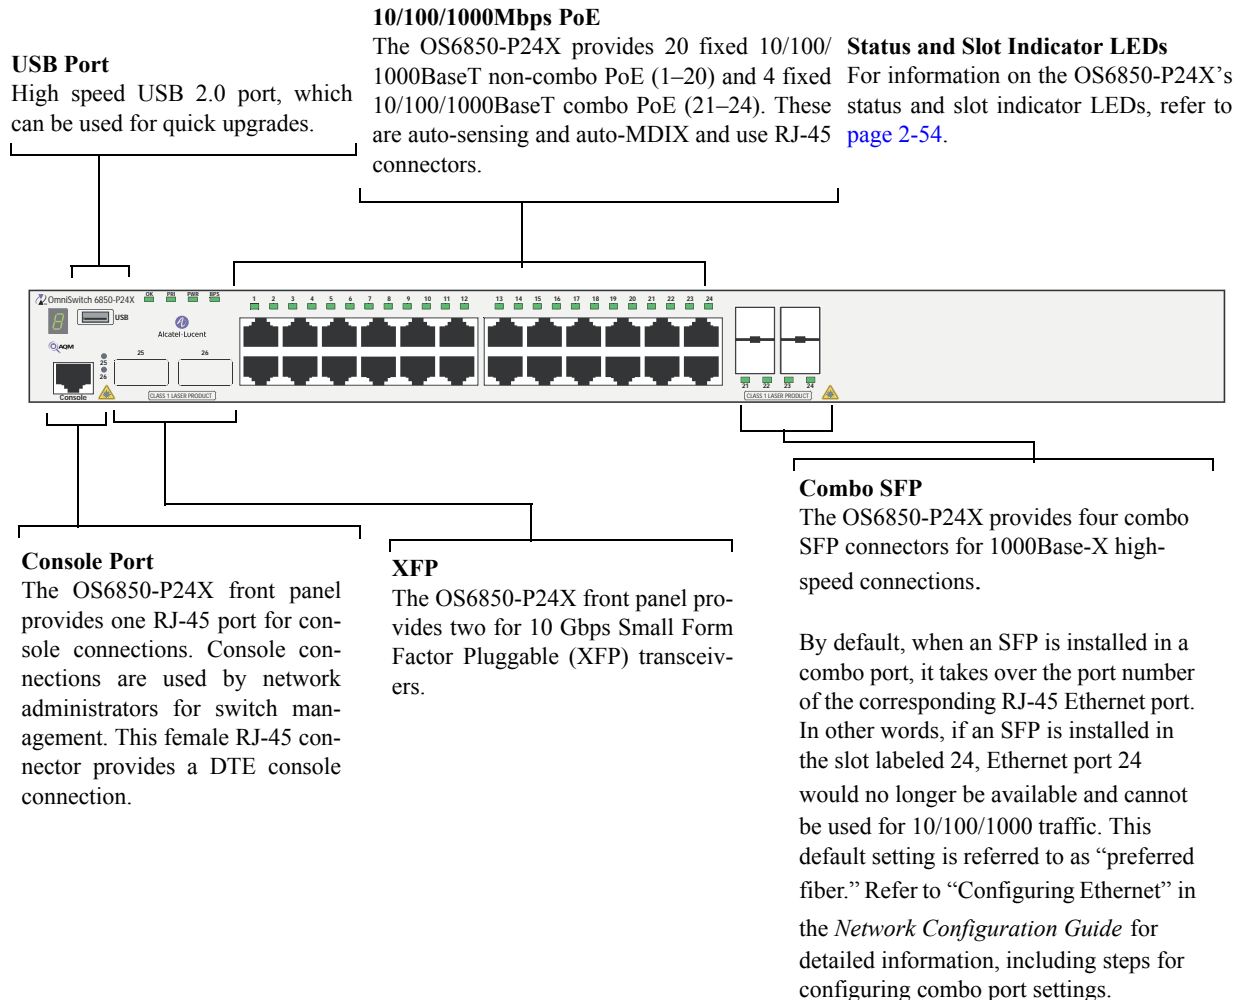 USB Port
High speed USB 2.0 port, which
can be used for quick upgrades.
10/100/1000Mbps PoE
The OS6850-P24X provides 20 fixed 10/100/
1000BaseT non-combo PoE (1–20) and 4 fixed
10/100/1000BaseT combo PoE (21–24). These
are auto-sensing and auto-MDIX and use RJ-45
connectors.
Status and Slot Indicator LEDs
For information on the OS6850-P24X’s
status and slot indicator LEDs, refer to
page 2-54.
OmniSwitch 6850-P24X OK PRI PWR BPS
1 2 3 4 5 6 7 8 9 10 11 12 13 14 15 16 17 18 19 20 21 22 23 24
USB
Alcatel·Lucent
AQM
25
26
25 26
21 22 23 24
Console
CLASS 1 LASER PRODUCT
CLASS 1 LASER PRODUCT
Console Port
The OS6850-P24X front panel
provides one RJ-45 port for con-
sole connections. Console con-
nections are used by network
administrators for switch man-
agement. This female RJ-45 con-
nector provides a DTE console
connection.
XFP
The OS6850-P24X front panel pro-
vides two for 10 Gbps Small Form
Factor Pluggable (XFP) transceiv-
ers.
Combo SFP
The OS6850-P24X provides four combo
SFP connectors for 1000Base-X high-
speed connections.
By default, when an SFP is installed in a
combo port, it takes over the port number
of the corresponding RJ-45 Ethernet port.
In other words, if an SFP is installed in
the slot labeled 24, Ethernet port 24
would no longer be available and cannot
be used for 10/100/1000 traffic. This
default setting is referred to as “preferred
fiber.” Refer to “Configuring Ethernet” in
the Network Configuration Guide for
detailed information, including steps for
configuring combo port settings.